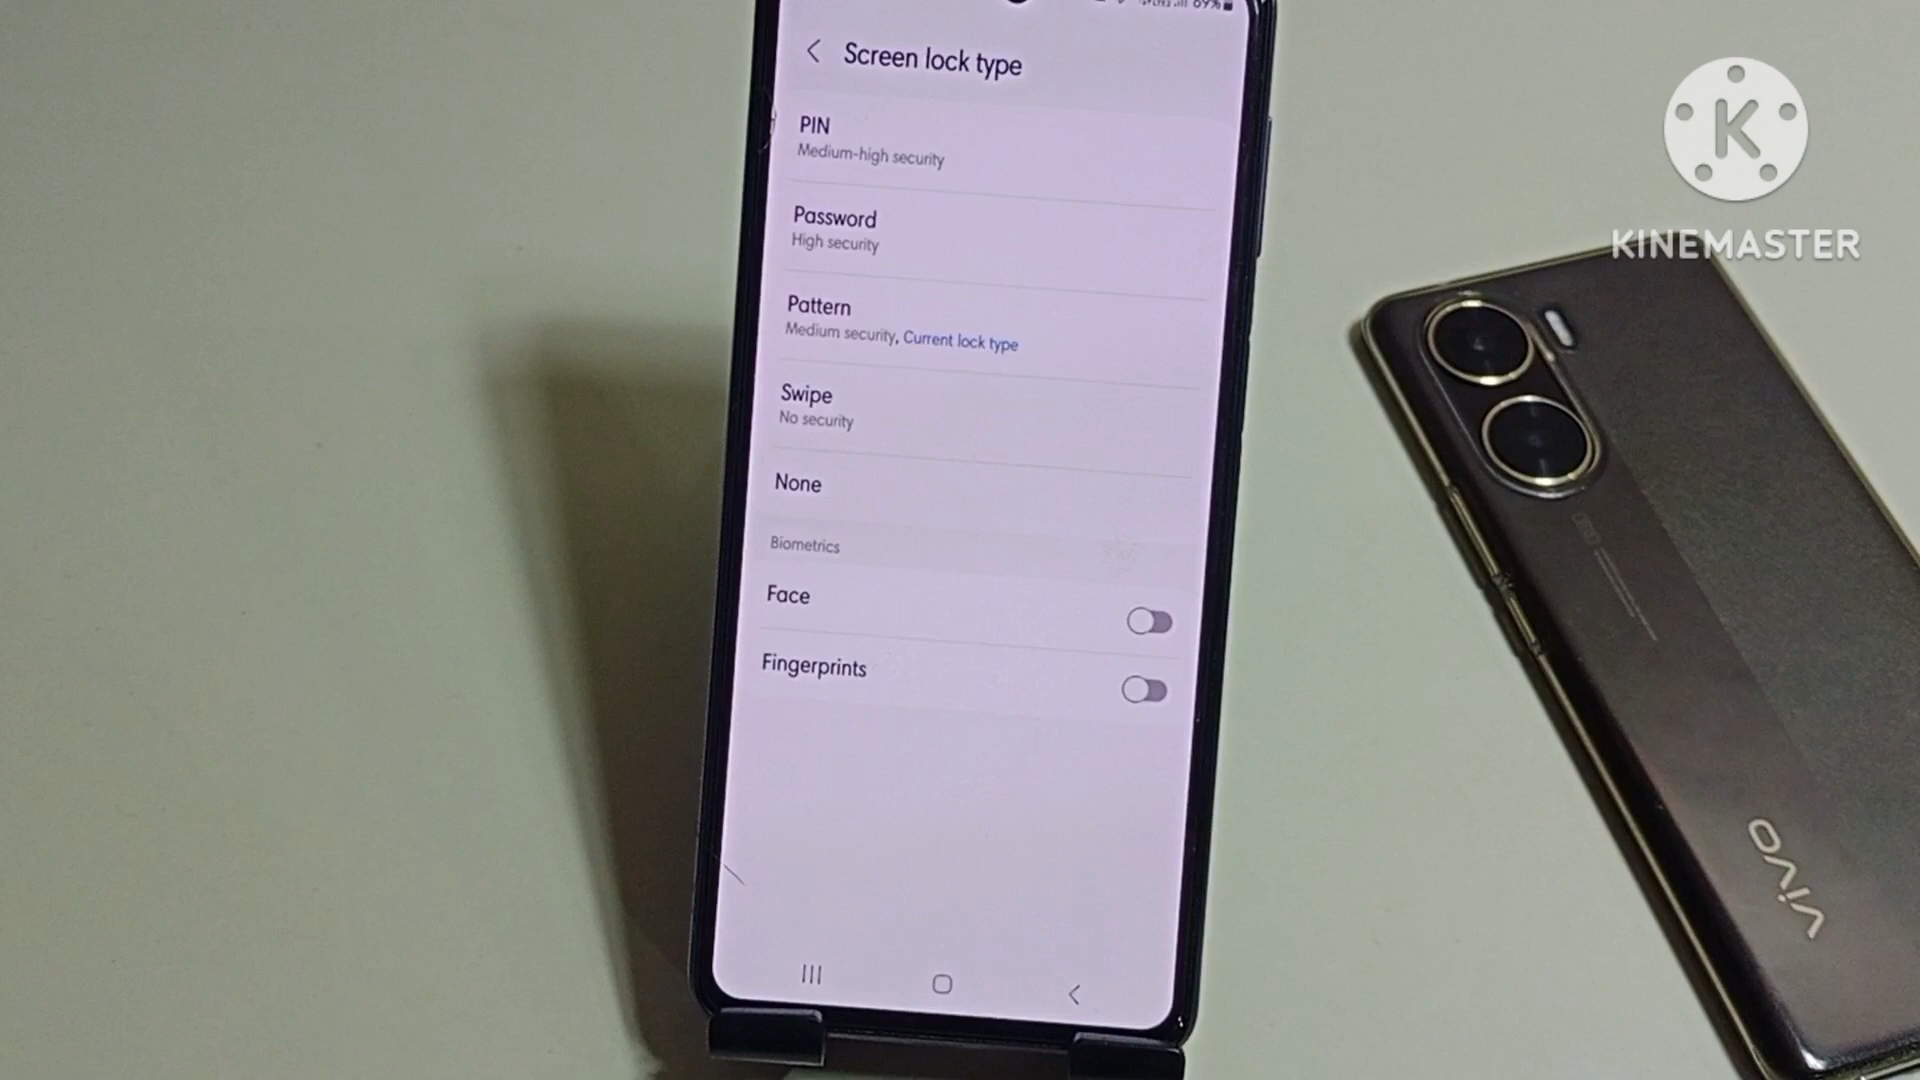 69%
Screen lock type
PIN
Medium-high security
Password
High security
Pattern
Medium security, Current lock type
Swipe
No security
None
Biometrics
Face
Fingerprints
K
KINEMASTER
vivo